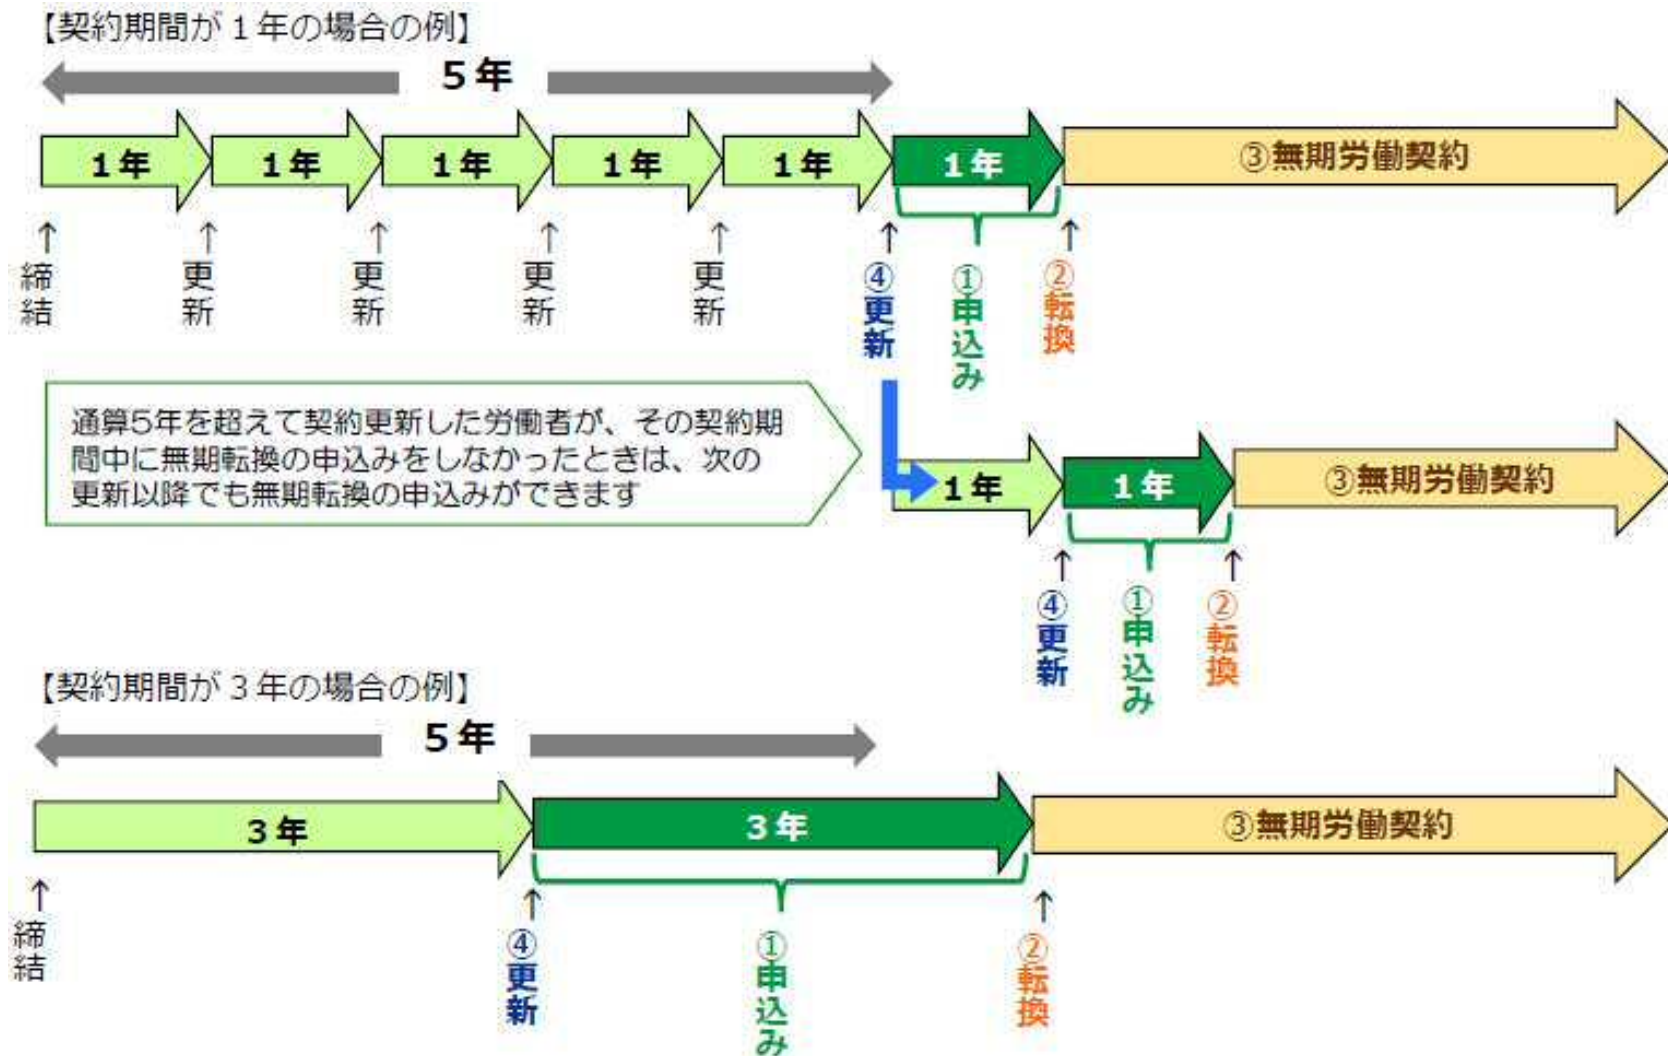 【契約期間が１年の場合の例】
５年
１年
１年
１年
１年
１年
１年
③無期労働契約
↑
締結
↑
更新
↑
更新
↑
更新
↑
更新
↑
④更新
①申込み
↑
②転換
通算5年を超えて契約更新した労働者が、その契約期
間中に無期転換の申込みをしなかったときは、次の
更新以降でも無期転換の申込みができます
１年
１年
③無期労働契約
↑
④更新
①申込み
↑
②転換
【契約期間が３年の場合の例】
５年
３年
３年
③無期労働契約
↑
締結
↑
④更新
①申込み
↑
②転換